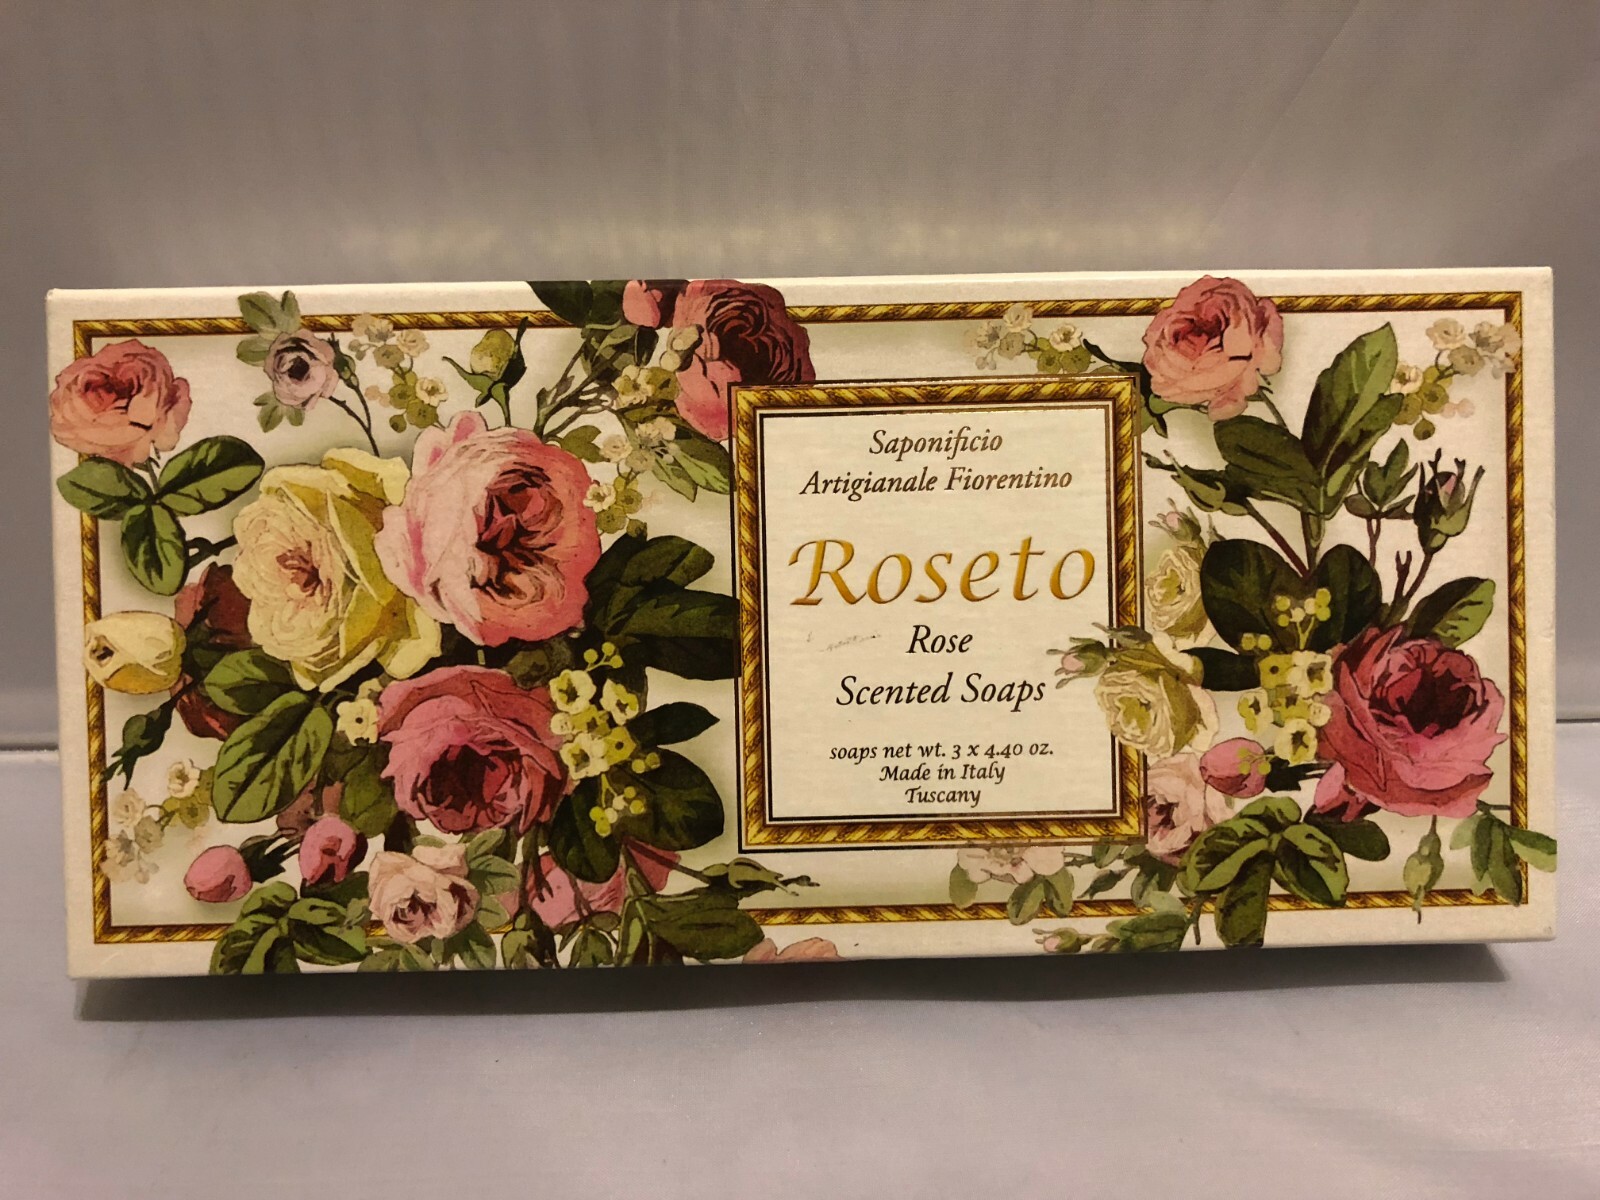 Saponificio
Artigianale Fiorentino
Roseto
Rose
Scented Soaps
soaps net wt. 3 x 4.40 oz.
Made in Italy
Tuscany